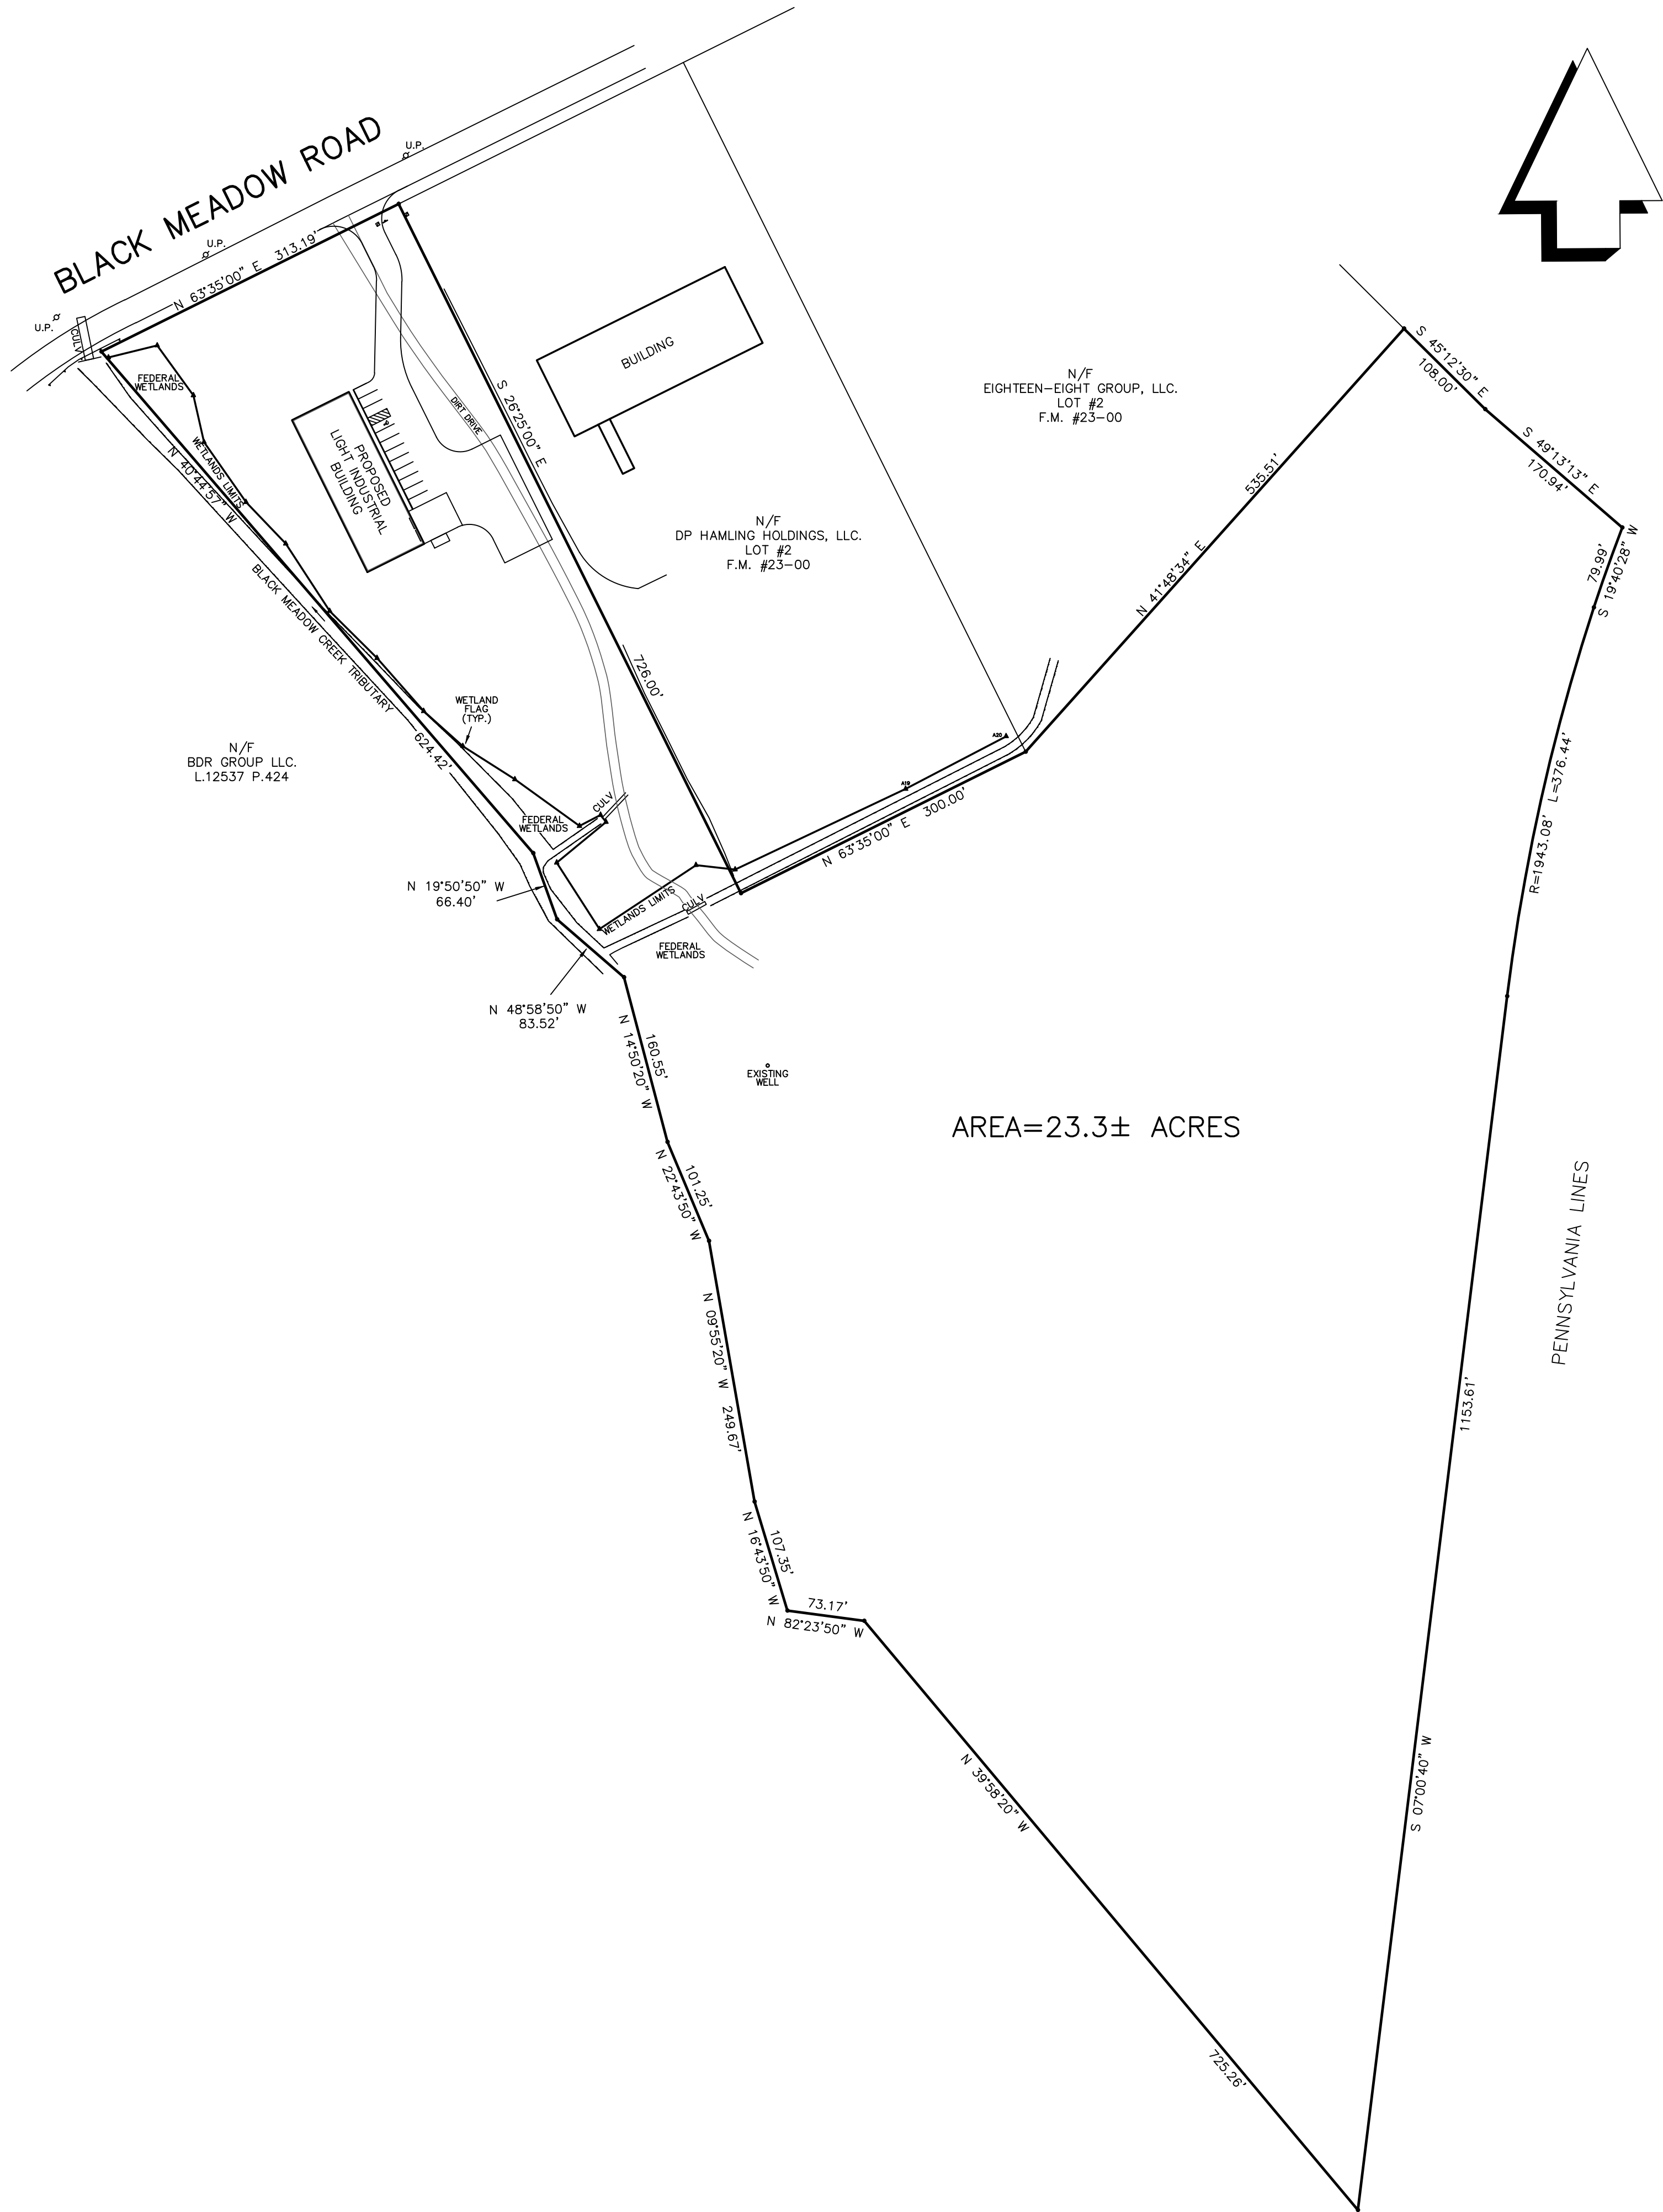 BLACK MEADOW ROAD
U.P.
U.P.
U.P.
CULV.
N 63°35'00" E 313.19'
FEDERAL
WETLANDS
WETLANDS LIMITS
N 40°44'57" W
PROPOSED
LIGHT INDUSTRIAL
BUILDING
DIRT DRIVE
S 26°25'00" E
BUILDING
N/F
DP HAMLING HOLDINGS, LLC.
LOT #2
F.M. #23-00
N/F
EIGHTEEN-EIGHT GROUP, LLC.
LOT #2
F.M. #23-00
S 45°12'30" E
108.00'
S 49°13'13" E
170.94'
79.99'
S 19°40'28" W
535.51'
N 41°48'34" E
BLACK MEADOW CREEK TRIBUTARY
624.42'
WETLAND
FLAG
(TYP.)
726.00'
N/F
BDR GROUP LLC.
L.12537 P.424
A20
A19
N 63°35'00" E 300.00'
R=1943.08' L=376.44'
CULV
FEDERAL
WETLANDS
N 19°50'50" W
66.40'
WETLANDS LIMITS
CULV
FEDERAL
WETLANDS
N 48°58'50" W
83.52'
160.55'
N 14°50'20" W
EXISTING
WELL
AREA=23.3± ACRES
101.25'
N 22°43'50" W
PENNSYLVANIA LINES
N 09°55'20" W 249.67'
1153.61'
107.35'
N 16°43'50" W
73.17'
N 82°23'50" W
N 39°58'20" W
S 07°00'40" W
725.26'